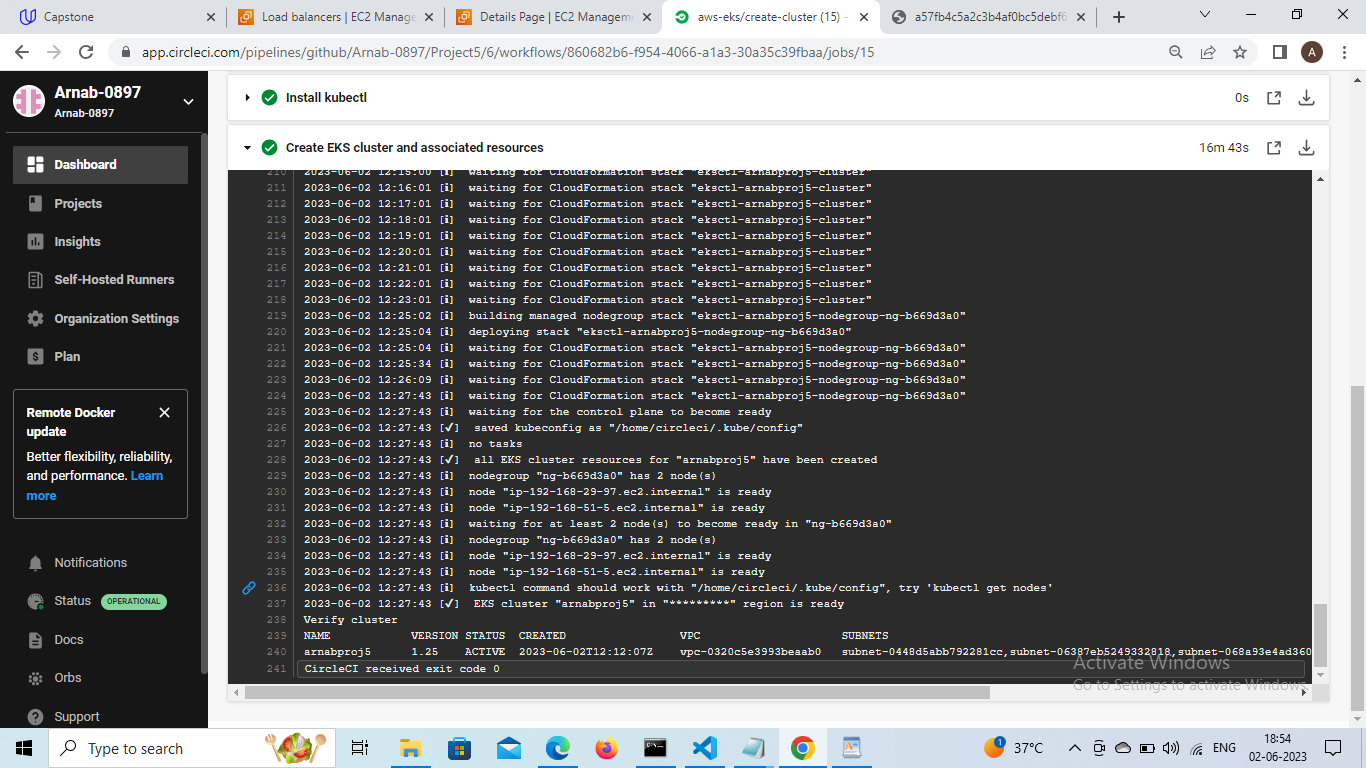 Capstone
Load balancers | EC2 Manage
Details Page | EC2 Managem
aws-eks/create-cluster (15) -
a57fb4c5a2c3b4af0bc5debf6
app.circleci.com/pipelines/github/Arnab-0897/Project5/6/workflows/860682b6-f954-4066-a1a3-30a35c39fbaa/jobs/15
A
Arnab-0897
Arnab-0897
Dashboard
Projects
Insights
Self-Hosted Runners
Organization Settings
Plan
Remote Docker
update
Better flexibility, reliability,
and performance. Learn
more
Notifications
Status OPERATIONAL
Docs
Orbs
Support
Install kubectl 0s
Create EKS cluster and associated resources 16m 43s
210 2023-06-02 12:15:00 [ℹ] waiting for CloudFormation stack "eksctl-arnabproj5-cluster"
211 2023-06-02 12:16:01 [ℹ] waiting for CloudFormation stack "eksctl-arnabproj5-cluster"
212 2023-06-02 12:17:01 [ℹ] waiting for CloudFormation stack "eksctl-arnabproj5-cluster"
213 2023-06-02 12:18:01 [ℹ] waiting for CloudFormation stack "eksctl-arnabproj5-cluster"
214 2023-06-02 12:19:01 [ℹ] waiting for CloudFormation stack "eksctl-arnabproj5-cluster"
215 2023-06-02 12:20:01 [ℹ] waiting for CloudFormation stack "eksctl-arnabproj5-cluster"
216 2023-06-02 12:21:01 [ℹ] waiting for CloudFormation stack "eksctl-arnabproj5-cluster"
217 2023-06-02 12:22:01 [ℹ] waiting for CloudFormation stack "eksctl-arnabproj5-cluster"
218 2023-06-02 12:23:01 [ℹ] waiting for CloudFormation stack "eksctl-arnabproj5-cluster"
219 2023-06-02 12:25:02 [ℹ] building managed nodegroup stack "eksctl-arnabproj5-nodegroup-ng-b669d3a0"
220 2023-06-02 12:25:04 [ℹ] deploying stack "eksctl-arnabproj5-nodegroup-ng-b669d3a0"
221 2023-06-02 12:25:04 [ℹ] waiting for CloudFormation stack "eksctl-arnabproj5-nodegroup-ng-b669d3a0"
222 2023-06-02 12:25:34 [ℹ] waiting for CloudFormation stack "eksctl-arnabproj5-nodegroup-ng-b669d3a0"
223 2023-06-02 12:26:09 [ℹ] waiting for CloudFormation stack "eksctl-arnabproj5-nodegroup-ng-b669d3a0"
224 2023-06-02 12:27:43 [ℹ] waiting for CloudFormation stack "eksctl-arnabproj5-nodegroup-ng-b669d3a0"
225 2023-06-02 12:27:43 [ℹ] waiting for the control plane to become ready
226 2023-06-02 12:27:43 [✔] saved kubeconfig as "/home/circleci/.kube/config"
227 2023-06-02 12:27:43 [ℹ] no tasks
228 2023-06-02 12:27:43 [✔] all EKS cluster resources for "arnabproj5" have been created
229 2023-06-02 12:27:43 [ℹ] nodegroup "ng-b669d3a0" has 2 node(s)
230 2023-06-02 12:27:43 [ℹ] node "ip-192-168-29-97.ec2.internal" is ready
231 2023-06-02 12:27:43 [ℹ] node "ip-192-168-51-5.ec2.internal" is ready
232 2023-06-02 12:27:43 [ℹ] waiting for at least 2 node(s) to become ready in "ng-b669d3a0"
233 2023-06-02 12:27:43 [ℹ] nodegroup "ng-b669d3a0" has 2 node(s)
234 2023-06-02 12:27:43 [ℹ] node "ip-192-168-29-97.ec2.internal" is ready
235 2023-06-02 12:27:43 [ℹ] node "ip-192-168-51-5.ec2.internal" is ready
236 2023-06-02 12:27:43 [ℹ] kubectl command should work with "/home/circleci/.kube/config", try 'kubectl get nodes'
237 2023-06-02 12:27:43 [✔] EKS cluster "arnabproj5" in "*********" region is ready
238 Verify cluster
239 NAME VERSION STATUS CREATED VPC SUBNETS
240 arnabproj5 1.25 ACTIVE 2023-06-02T12:12:07Z vpc-0320c5e3993beaab0 subnet-0448d5abb792281cc,subnet-06387eb5249332818,subnet-068a93e4ad360
241 CircleCI received exit code 0
Activate Windows
Go to Settings to activate Windows.
Type to search
1
37°C
ENG
18:54
02-06-2023